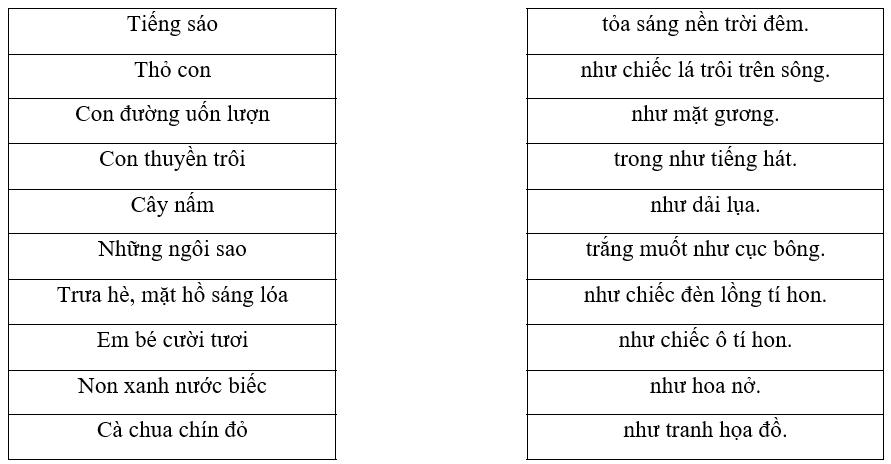 Tiếng sáo
tỏa sáng nền trời đêm.
Thỏ con
như chiếc lá trôi trên sông.
Con đường uốn lượn
như mặt gương.
Con thuyền trôi
trong như tiếng hát.
Cây nấm
như dải lụa.
Những ngôi sao
trắng muốt như cục bông.
Trưa hè, mặt hồ sáng lóa
như chiếc đèn lồng tí hon.
Em bé cười tươi
như chiếc ô tí hon.
Non xanh nước biếc
như hoa nở.
Cà chua chín đỏ
như tranh họa đồ.